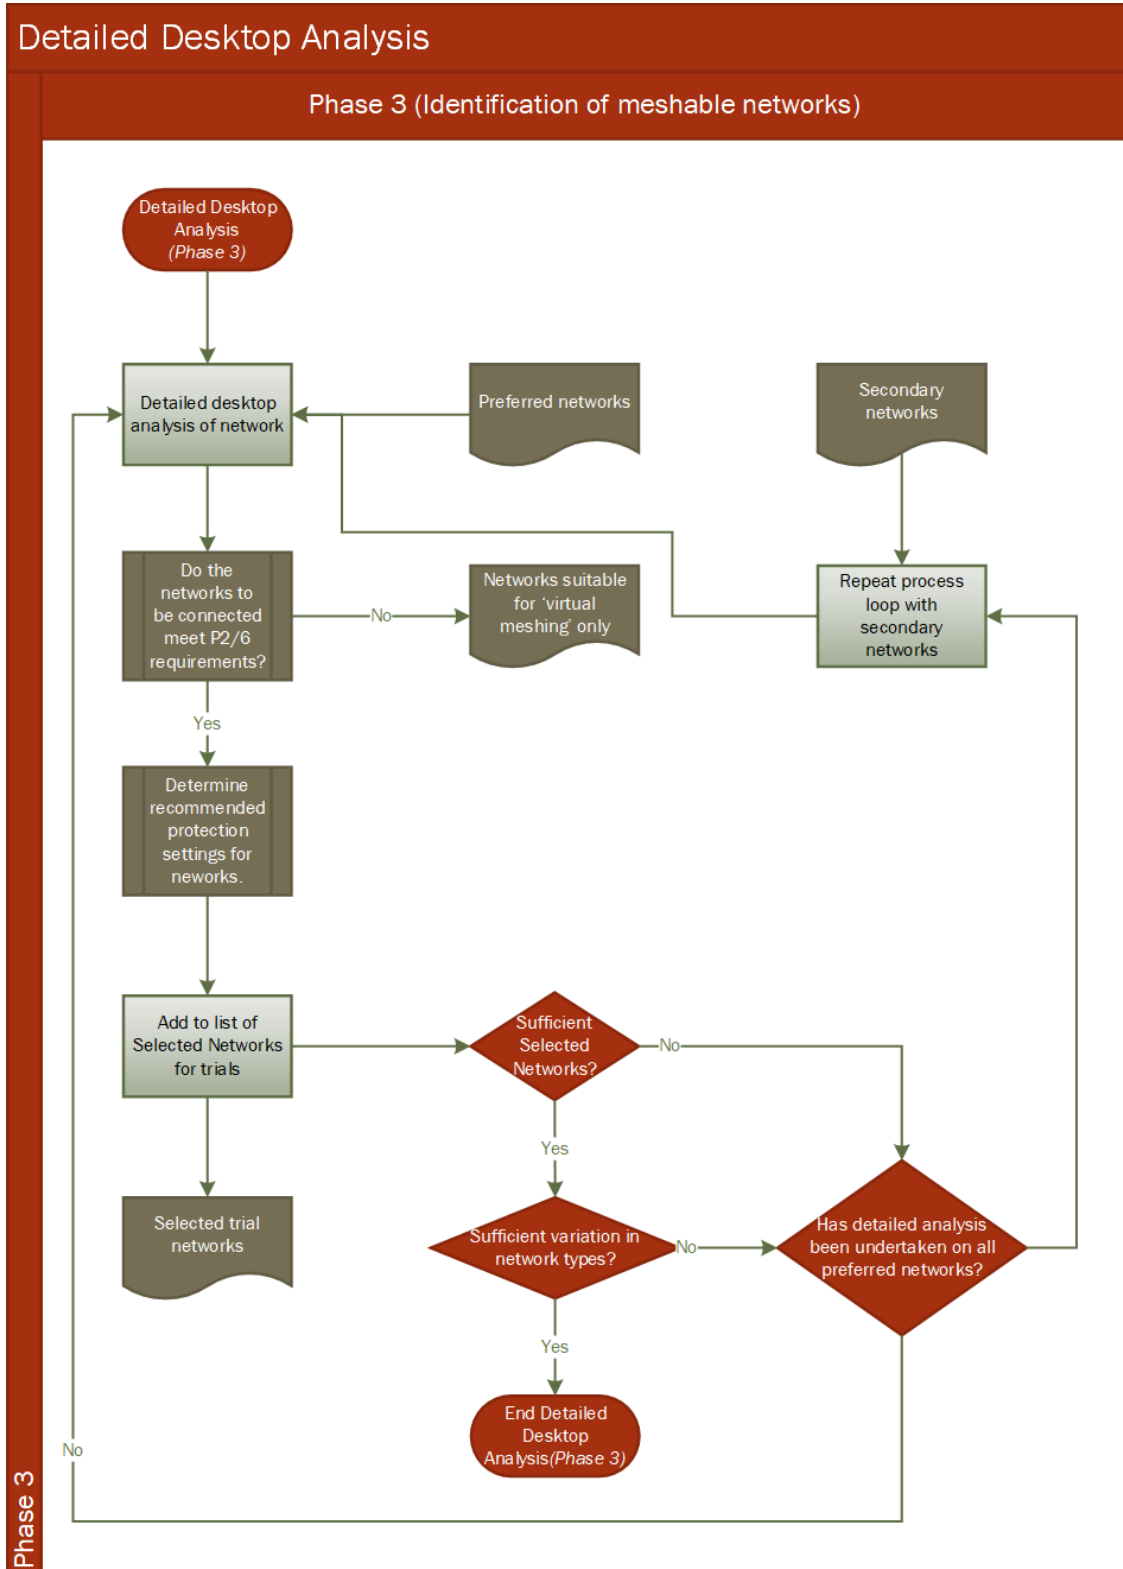 Detailed Desktop Analysis
Phase 3 (Identification of meshable networks)
Phase 3
Detailed Desktop
Analysis
(Phase 3)
Detailed desktop
analysis of network
Preferred networks
Secondary
networks
Do the
networks to
be connected
meet P2/6
requirements?
No
Networks suitable
for ‘virtual
meshing’ only
Repeat process
loop with
secondary
networks
Yes
Determine
recommended
protection
settings for
neworks.
Add to list of
Selected Networks
for trials
Sufficient
Selected
Networks?
No
Yes
Selected trial
networks
Sufficient variation in
network types?
No
Has detailed analysis
been undertaken on all
preferred networks?
Yes
End Detailed
Desktop
Analysis(Phase 3)
No